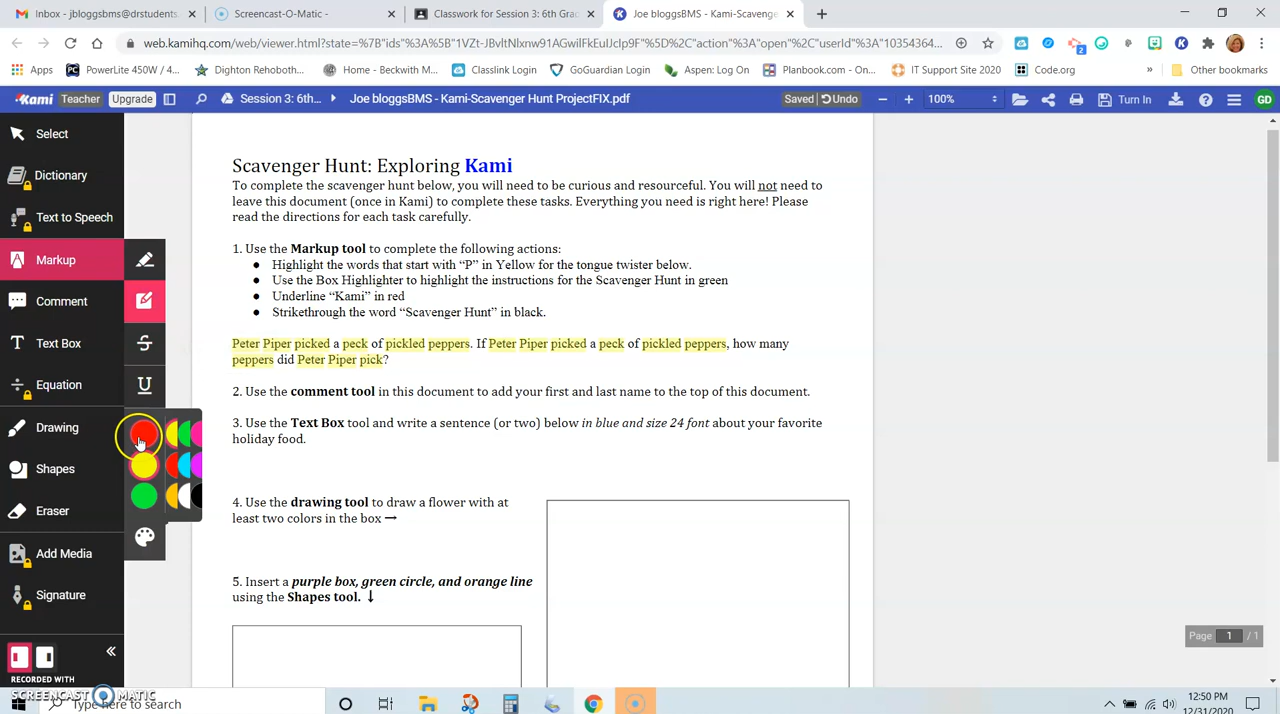 Inbox - jbloggsbms@drstudents. Screencast-O-Matic - Classwork for Session 3: 6th Grad Joe bloggsBMS - Kami-Scavenge
web.kamihq.com/web/viewer.html?state=%7B"ids"%3A%5B
Apps PowerLite 450W / 4... Dighton Rehoboth... Home - Beckwith M... Classlink Login GoGuardian Login Aspen: Log On Planbook.com - On... IT Support Site 2020 Code.org » Other bookmarks
Kami Teacher Upgrade Session 3: 6th... Joe bloggsBMS - Kami-Scavenger Hunt ProjectFIX.pdf Saved Undo 100% Turn In GD
Select
Dictionary
Text to Speech
Markup
Comment
Text Box
Equation
Drawing
Shapes
Eraser
Add Media
Signature
Scavenger Hunt: Exploring Kami
To complete the scavenger hunt below, you will need to be curious and resourceful. You will not need to
leave this document (once in Kami) to complete these tasks. Everything you need is right here! Please
read the directions for each task carefully.
1. Use the Markup tool to complete the following actions:
● Highlight the words that start with “P” in Yellow for the tongue twister below.
● Use the Box Highlighter to highlight the instructions for the Scavenger Hunt in green
● Underline “Kami” in red
● Strikethrough the word “Scavenger Hunt” in black.
Peter Piper picked a peck of pickled peppers. If Peter Piper picked a peck of pickled peppers, how many
peppers did Peter Piper pick?
2. Use the comment tool in this document to add your first and last name to the top of this document.
3. Use the Text Box tool and write a sentence (or two) below in blue and size 24 font about your favorite
holiday food.
4. Use the drawing tool to draw a flower with at
least two colors in the box →
5. Insert a purple box, green circle, and orange line
using the Shapes tool. ↓
Page 1 / 1
RECORDED WITH
SCREENCAST MATIC
Type here to search
12:50 PM
12/31/2020